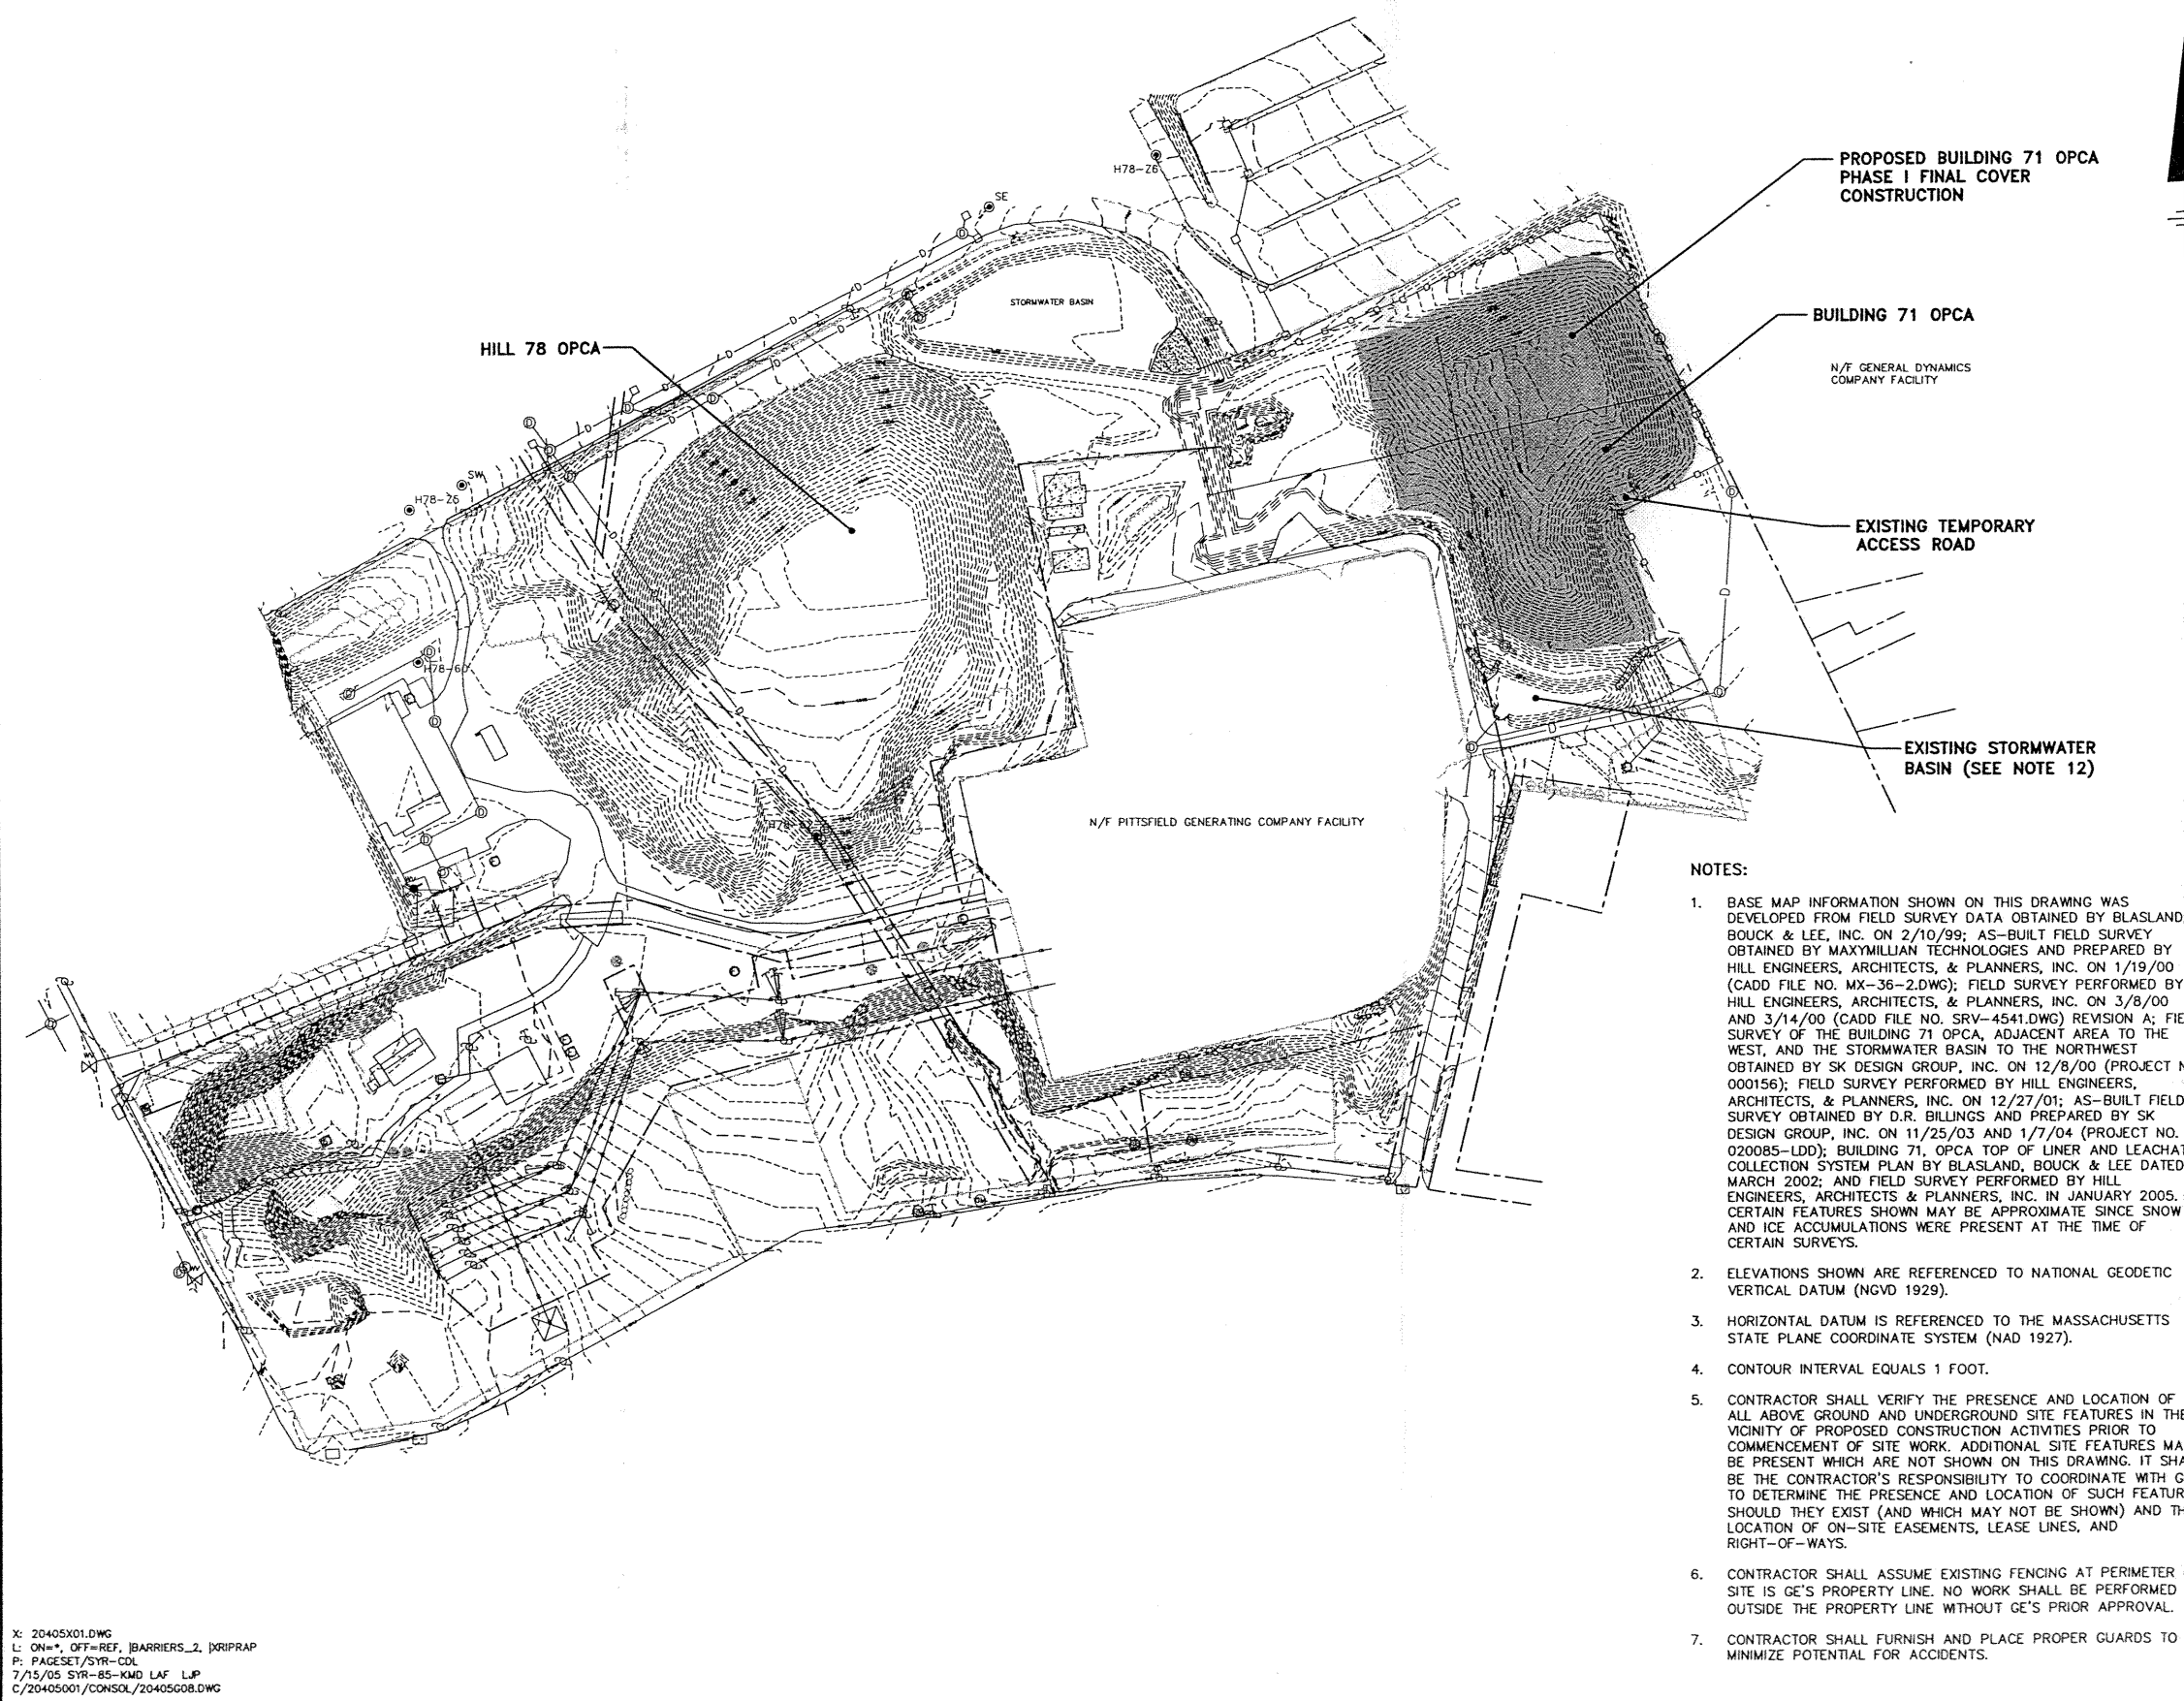 PROPOSED BUILDING 71 OPCA
PHASE I FINAL COVER
CONSTRUCTION
H78-Z6
SE
STORMWATER BASIN
BUILDING 71 OPCA
HILL 78 OPCA
N/F GENERAL DYNAMICS
COMPANY FACILITY
SW
H78-Z6
EXISTING TEMPORARY
ACCESS ROAD
H78-60
EXISTING STORMWATER
BASIN (SEE NOTE 12)
N/F PITTSFIELD GENERATING COMPANY FACILITY
NOTES:
1. BASE MAP INFORMATION SHOWN ON THIS DRAWING WAS
DEVELOPED FROM FIELD SURVEY DATA OBTAINED BY BLASLAND,
BOUCK & LEE, INC. ON 2/10/99; AS-BUILT FIELD SURVEY
OBTAINED BY MAXYMILLIAN TECHNOLOGIES AND PREPARED BY
HILL ENGINEERS, ARCHITECTS, & PLANNERS, INC. ON 1/19/00
(CADD FILE NO. MX-36-2.DWG); FIELD SURVEY PERFORMED BY
HILL ENGINEERS, ARCHITECTS, & PLANNERS, INC. ON 3/8/00
AND 3/14/00 (CADD FILE NO. SRV-4541.DWG) REVISION A; FIE
SURVEY OF THE BUILDING 71 OPCA, ADJACENT AREA TO THE
WEST, AND THE STORMWATER BASIN TO THE NORTHWEST
OBTAINED BY SK DESIGN GROUP, INC. ON 12/8/00 (PROJECT N
000156); FIELD SURVEY PERFORMED BY HILL ENGINEERS,
ARCHITECTS, & PLANNERS, INC. ON 12/27/01; AS-BUILT FIELD
SURVEY OBTAINED BY D.R. BILLINGS AND PREPARED BY SK
DESIGN GROUP, INC. ON 11/25/03 AND 1/7/04 (PROJECT NO.
020085-LDD); BUILDING 71, OPCA TOP OF LINER AND LEACHAT
COLLECTION SYSTEM PLAN BY BLASLAND, BOUCK & LEE DATED
MARCH 2002; AND FIELD SURVEY PERFORMED BY HILL
ENGINEERS, ARCHITECTS & PLANNERS, INC. IN JANUARY 2005.
CERTAIN FEATURES SHOWN MAY BE APPROXIMATE SINCE SNOW
AND ICE ACCUMULATIONS WERE PRESENT AT THE TIME OF
CERTAIN SURVEYS.
2. ELEVATIONS SHOWN ARE REFERENCED TO NATIONAL GEODETIC
VERTICAL DATUM (NGVD 1929).
3. HORIZONTAL DATUM IS REFERENCED TO THE MASSACHUSETTS
STATE PLANE COORDINATE SYSTEM (NAD 1927).
4. CONTOUR INTERVAL EQUALS 1 FOOT.
5. CONTRACTOR SHALL VERIFY THE PRESENCE AND LOCATION OF
ALL ABOVE GROUND AND UNDERGROUND SITE FEATURES IN THE
VICINITY OF PROPOSED CONSTRUCTION ACTIVITIES PRIOR TO
COMMENCEMENT OF SITE WORK. ADDITIONAL SITE FEATURES MA
BE PRESENT WHICH ARE NOT SHOWN ON THIS DRAWING. IT SHA
BE THE CONTRACTOR'S RESPONSIBILITY TO COORDINATE WITH G
TO DETERMINE THE PRESENCE AND LOCATION OF SUCH FEATUR
SHOULD THEY EXIST (AND WHICH MAY NOT BE SHOWN) AND TH
LOCATION OF ON-SITE EASEMENTS, LEASE LINES, AND
RIGHT-OF-WAYS.
6. CONTRACTOR SHALL ASSUME EXISTING FENCING AT PERIMETER
SITE IS GE'S PROPERTY LINE. NO WORK SHALL BE PERFORMED
OUTSIDE THE PROPERTY LINE WITHOUT GE'S PRIOR APPROVAL.
7. CONTRACTOR SHALL FURNISH AND PLACE PROPER GUARDS TO
MINIMIZE POTENTIAL FOR ACCIDENTS.
X: 20405X01.DWG
L: ON=*, OFF=REF, |BARRIERS_2, |XRIPRAP
P: PAGESET/SYR-CDL
7/15/05 SYR-85-KMD LAF LJP
C/20405001/CONSOL/20405G08.DWG